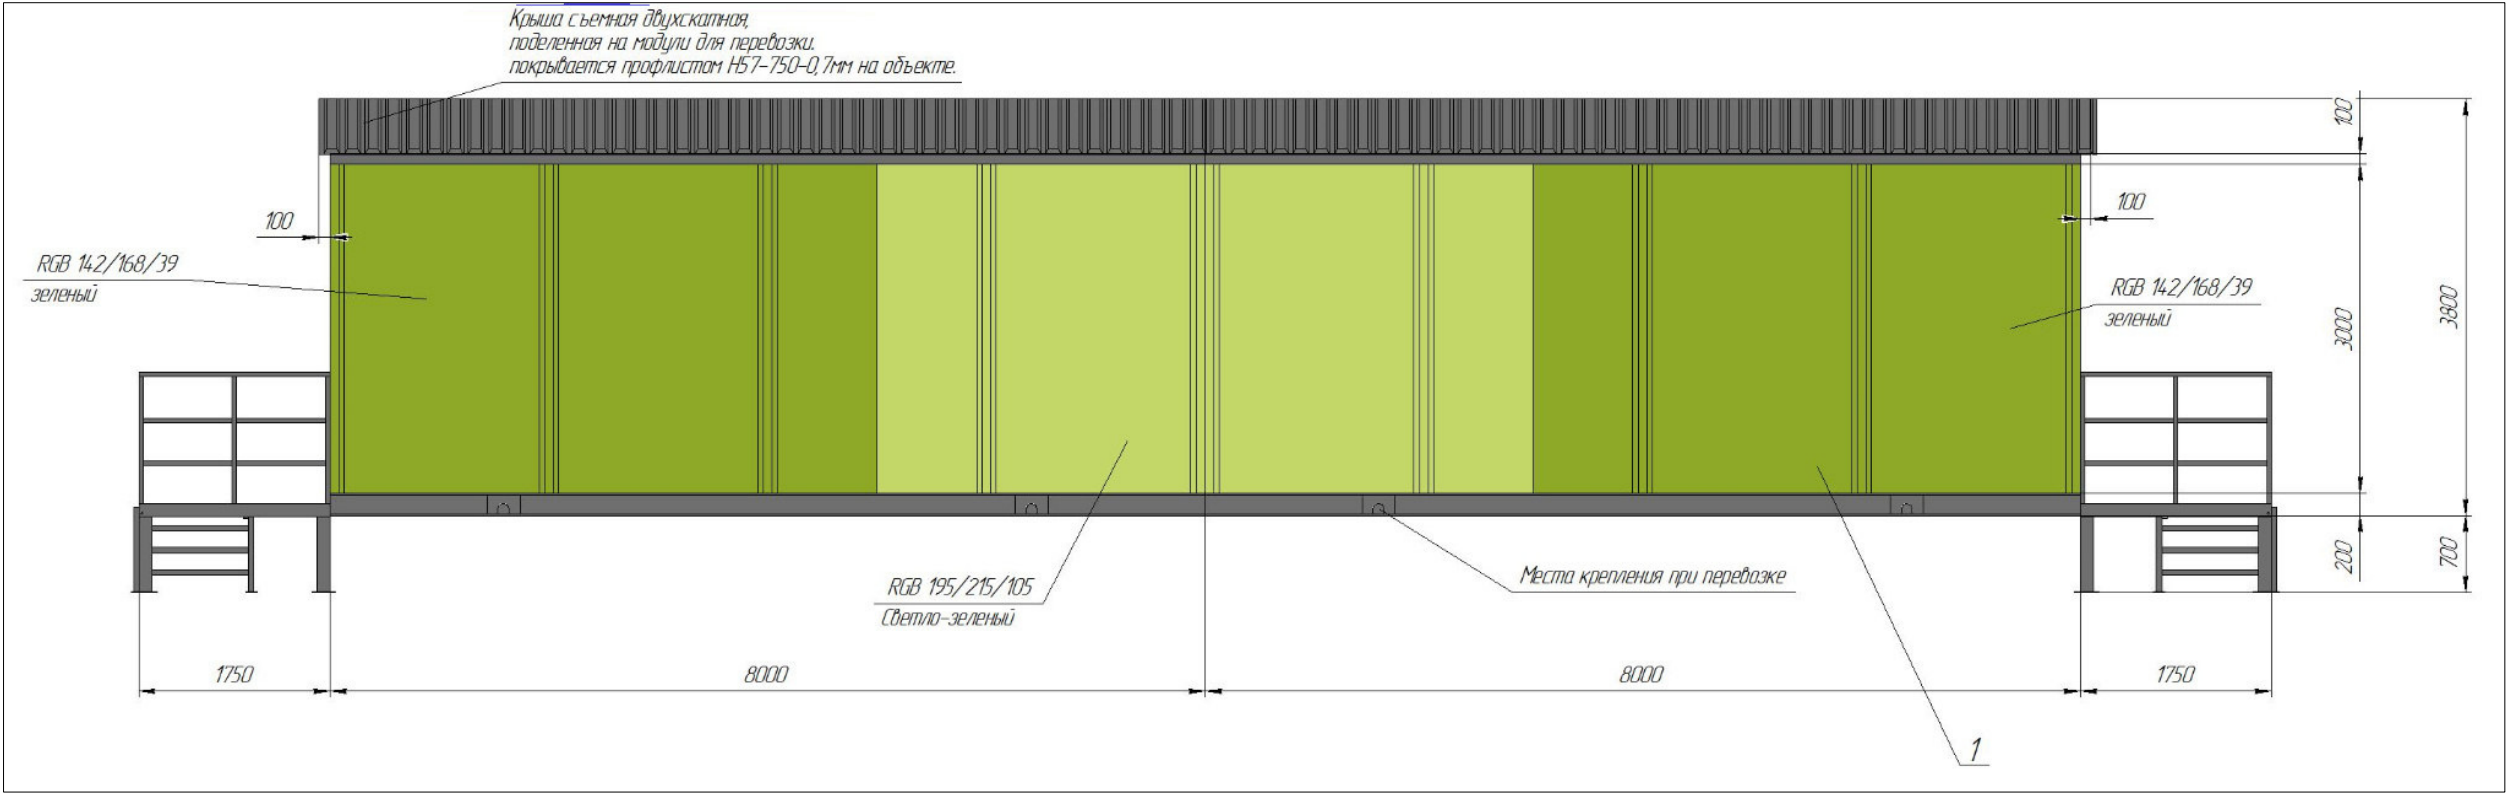 Крыша съемная двухскатная,
поделенная на модули для перевозки.
покрывается профлистом Н57-750-0,7мм на объекте.
100
100
100
RGB 142/168/39
зеленый
RGB 142/168/39
зеленый
3000
3800
RGB 195/215/105
Светло-зеленый
Места крепления при перевозке
200
700
1750
8000
8000
1750
1